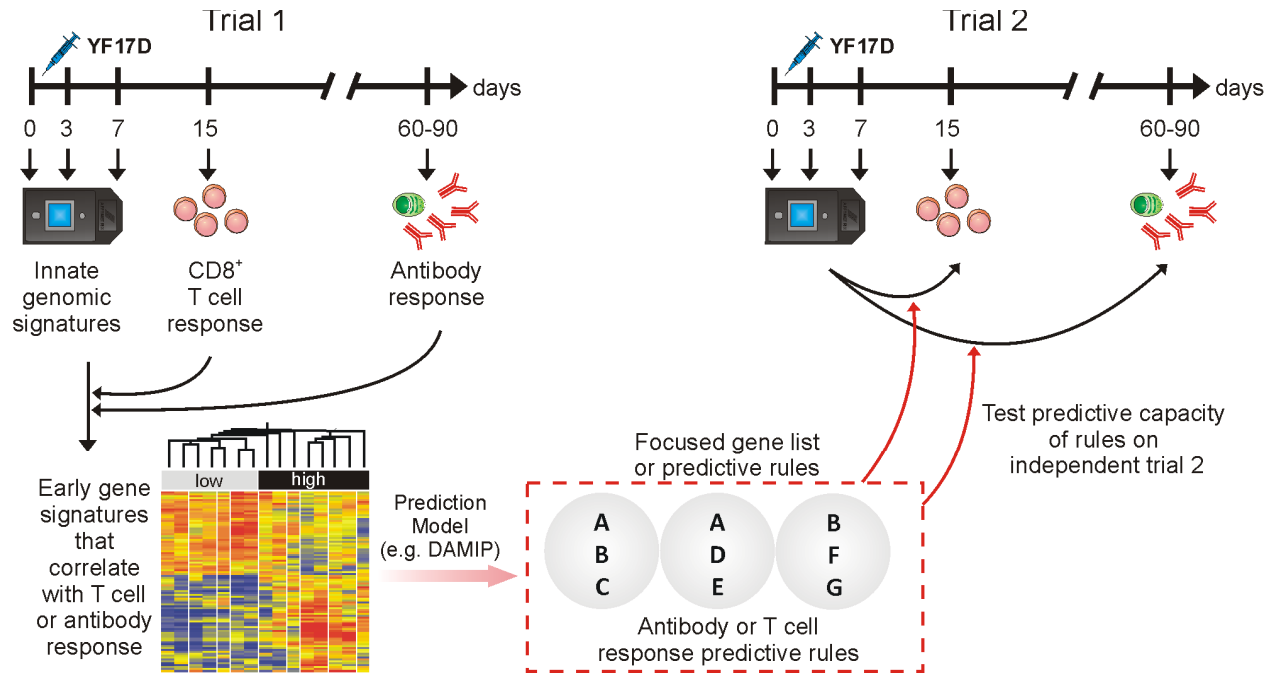 Trial 1
YF17D
days
0 3 7 15 60-90
Innate
genomic
signatures
CD8+
T cell
response
Antibody
response
Early gene
signatures
that
correlate
with T cell
or antibody
response
low high
Prediction
Model
(e.g. DAMIP)
Focused gene list
or predictive rules
A
B
C
A
D
E
B
F
G
Antibody or T cell
response predictive rules
Trial 2
YF17D
days
0 3 7 15 60-90
Test predictive capacity
of rules on
independent trial 2